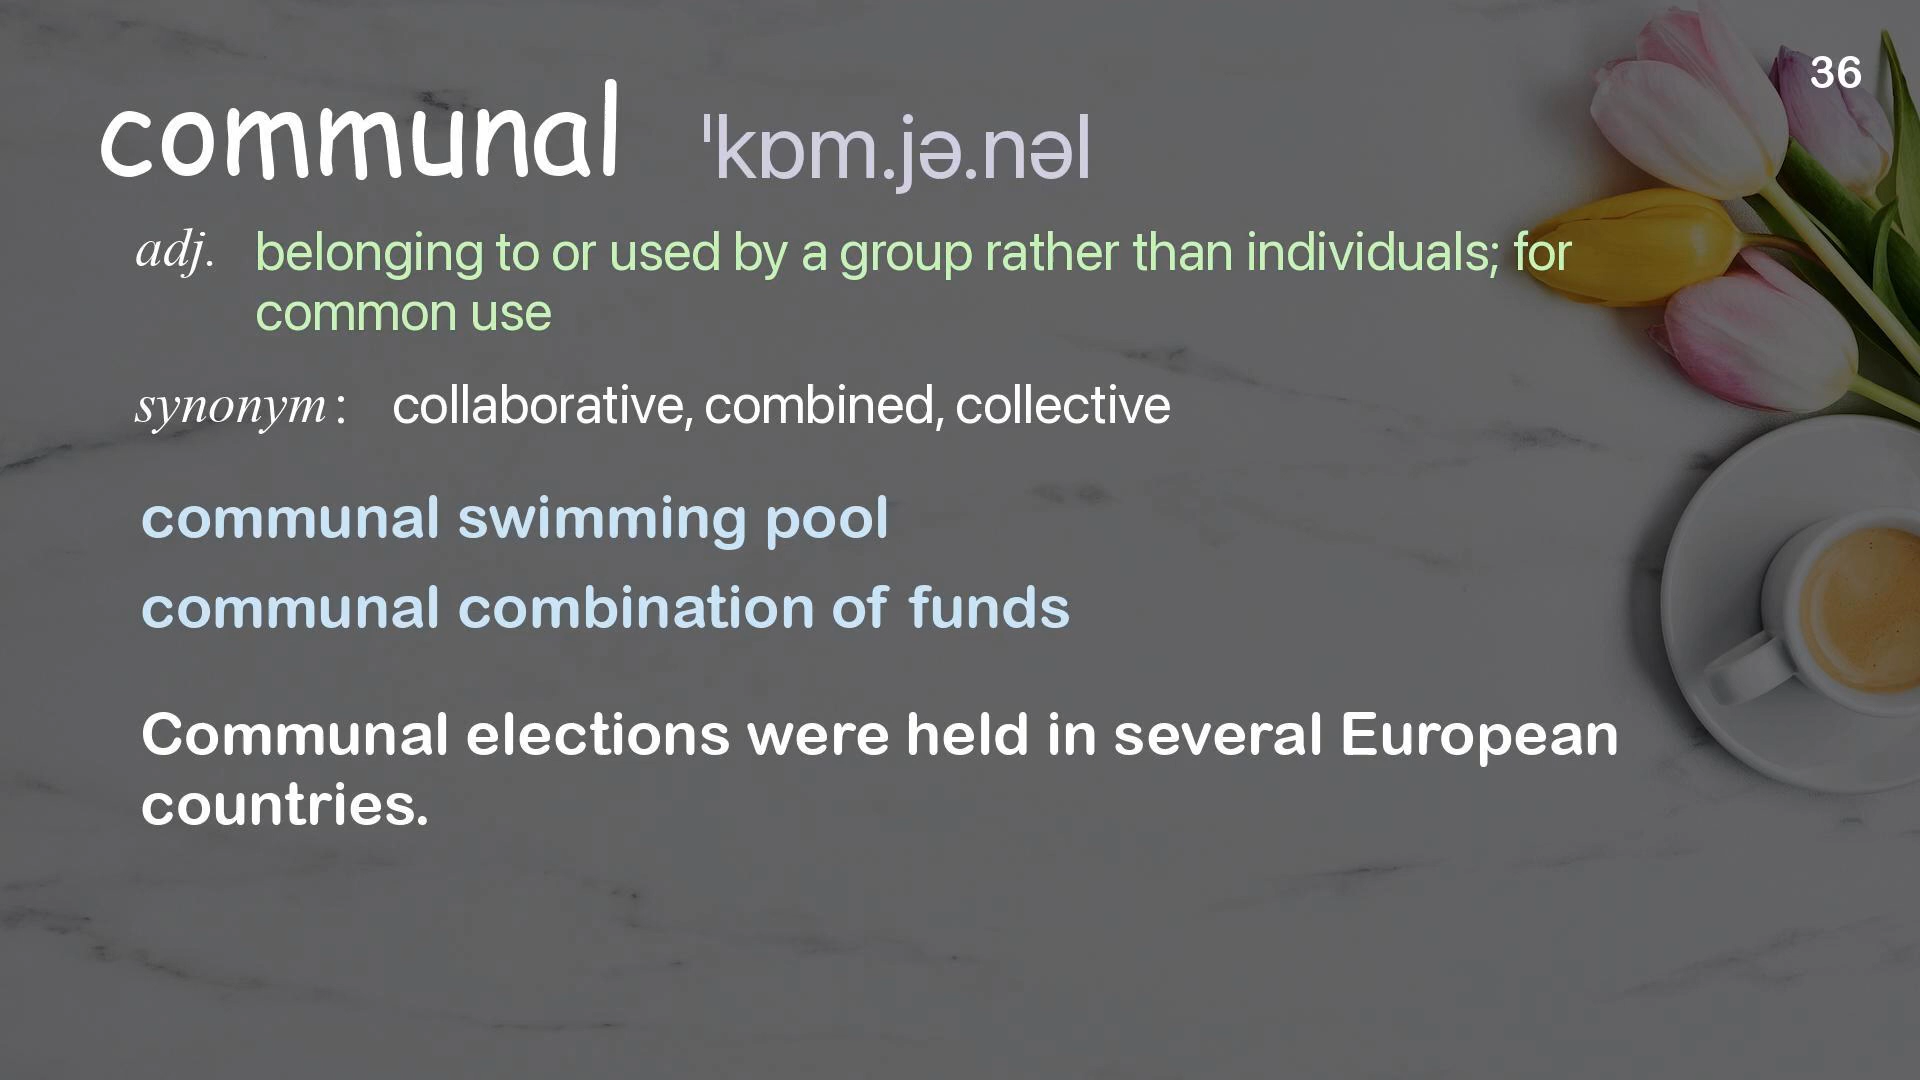 36
communal ˈkɒm.jə.nəl
adj. belonging to or used by a group rather than individuals; for
common use
synonym: collaborative, combined, collective
communal swimming pool
communal combination of funds
Communal elections were held in several European
countries.